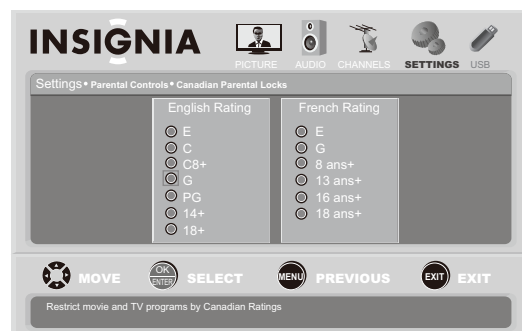 INSIGNIA
PICTURE AUDIO CHANNELS SETTINGS USB
Settings • Parental Controls • Canadian Parental Locks
English Rating
E
C
C8+
G
PG
14+
18+
French Rating
E
G
8 ans+
13 ans+
16 ans+
18 ans+
MOVE OK ENTER SELECT MENU PREVIOUS EXIT EXIT
Restrict movie and TV programs by Canadian Ratings